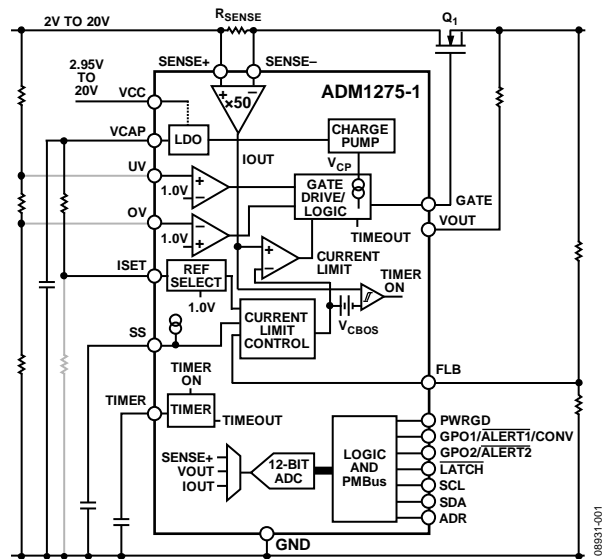 RSENSE
Q1
2V TO 20V
SENSE+
SENSE–
2.95V
TO
20V
VCC
ADM1275-1
+ –
×50
VCAP
LDO
CHARGE
PUMP
IOUT
VCP
UV
+
1.0V
–
GATE
DRIVE/
LOGIC
GATE
OV
–
1.0V
+
VOUT
TIMEOUT
+
–
CURRENT
LIMIT
ISET
REF
SELECT
1.0V
TIMER
ON
VCBOS
SS
CURRENT
LIMIT
CONTROL
FLB
TIMER
ON
TIMER
TIMER
TIMEOUT
PWRGD
GPO1/ALERT1/CONV
GPO2/ALERT2
LATCH
SCL
SDA
ADR
SENSE+
VOUT
IOUT
12-BIT
ADC
LOGIC
AND
PMBus
GND
08931-001